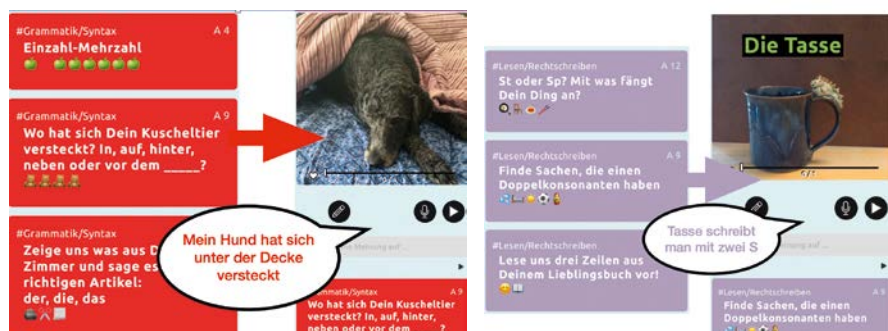 #Grammatik/Syntax A 4
Einzahl-Mehrzahl
#Grammatik/Syntax A 9
Wo hat sich Dein Kuscheltier
versteckt? In, auf, hinter,
neben oder vor dem _____?
#Grammatik/Syntax
Zeige uns was aus D
Zimmer und sage es
richtigen Artikel:
der, die, das
Mein Hund hat sich
unter der Decke
versteckt
Grammatik/Syntax A 9
Wo hat sich Dein Kuscheltier
versteckt? In, auf, hinter,
neben oder vor dem ____?
#Lesen/Rechtschreiben A 12
St oder Sp? Mit was fängt
Dein Ding an?
#Lesen/Rechtschreiben A 9
Finde Sachen, die einen
Doppelkonsonanten haben
#Lesen/Rechtschreiben
Lese uns drei Zeilen aus
Deinem Lieblingsbuch vor!
Die Tasse
Tasse schreibt
man mit zwei S
#Lesen/Rechtschreiben A 9
Finde Sachen, die einen
Doppelkonsonanten haben